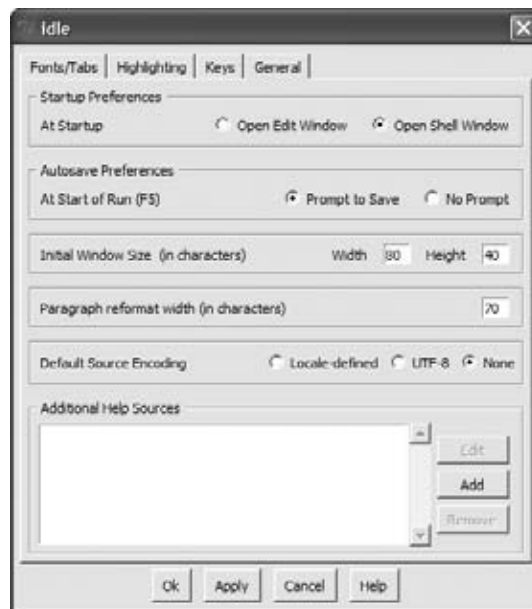 idle
Fonts/Tabs Highlighting Keys General
Startup Preferences
At Startup Open Edit Window Open Shell Window
Autosave Preferences
At Start of Run (F5) Prompt to Save No Prompt
Initial Window Size (in characters) Width 80 Height 40
Paragraph reformat width (in characters) 70
Default Source Encoding Locale-defined UTF-8 None
Additional Help Sources
Edit
Add
Remove
Ok Apply Cancel Help